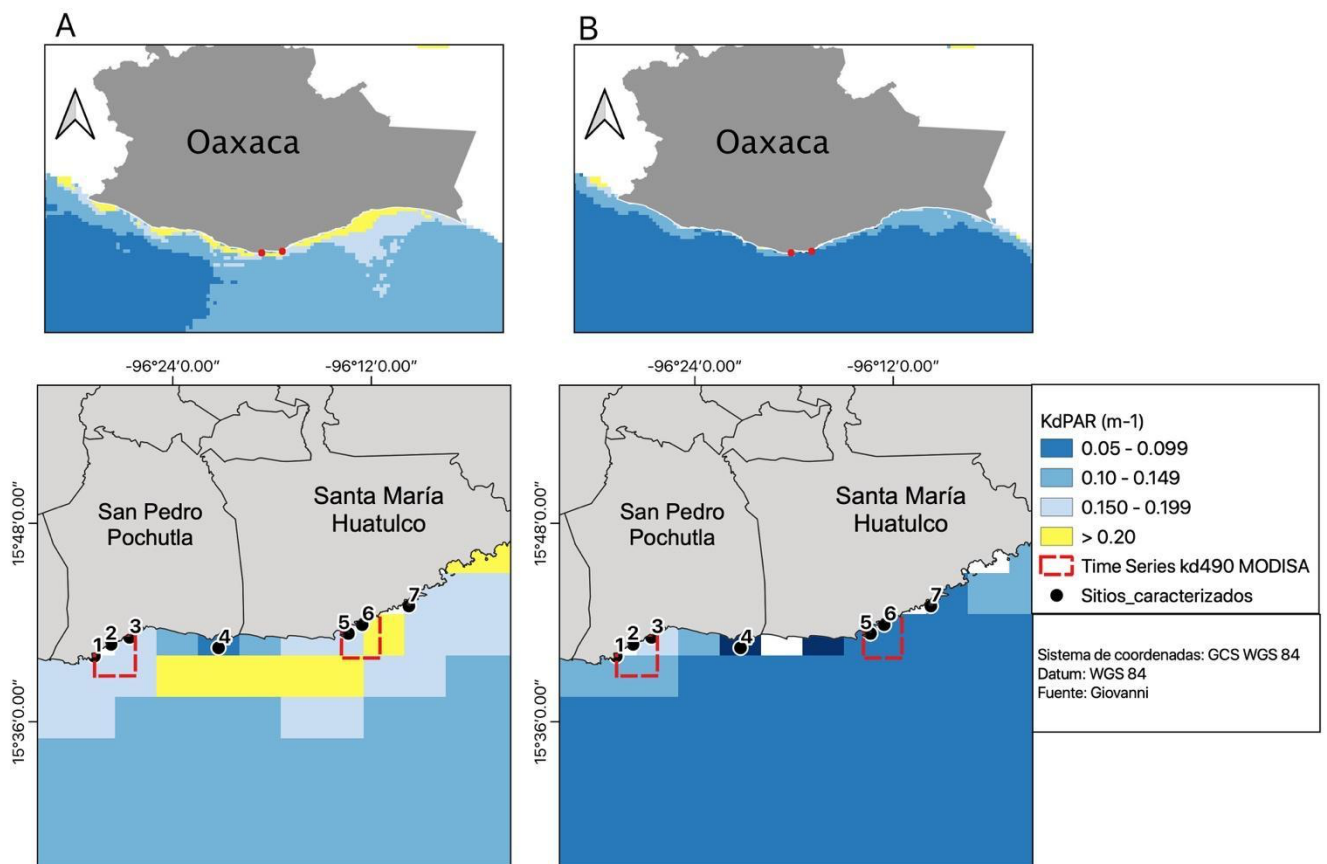 A
B
Oaxaca
Oaxaca
-96°24'0.00"
-96°12'0.00"
-96°24'0.00"
-96°12'0.00"
15°48'0.00"
15°36'0.00"
San Pedro
Pochutla
Santa María
Huatulco
1
2
3
4
5
6
7
15°48'0.00"
15°36'0.00"
San Pedro
Pochutla
Santa María
Huatulco
1
2
3
4
5
6
7
KdPAR (m-1)
0.05 - 0.099
0.10 - 0.149
0.150 - 0.199
> 0.20
Time Series kd490 MODISA
Sitios_caracterizados
Sistema de coordenadas: GCS WGS 84
Datum: WGS 84
Fuente: Giovanni